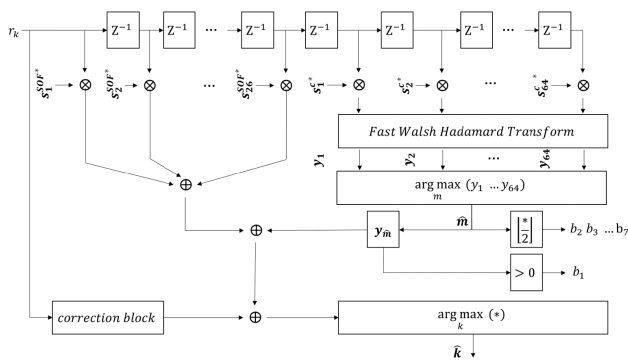 r_k Z⁻¹ Z⁻¹ ... Z⁻¹ Z⁻¹ Z⁻¹ ... Z⁻¹
s_1^{SOF*} ⊗ s_2^{SOF*} ⊗ ... s_26^{SOF*} ⊗ s_1^{c*} ⊗ s_2^{c*} ⊗ ... s_64^{c*} ⊗
Fast Walsh Hadamard Transform
y_1 y_2 ... y_64
⊕ arg max (y_1 ... y_64)
m
⊕ y_m̂ m̂ ⌊*/2⌋ b_2 b_3 ... b_7
> 0 b_1
correction block ⊕ arg max (*)
k
k̂